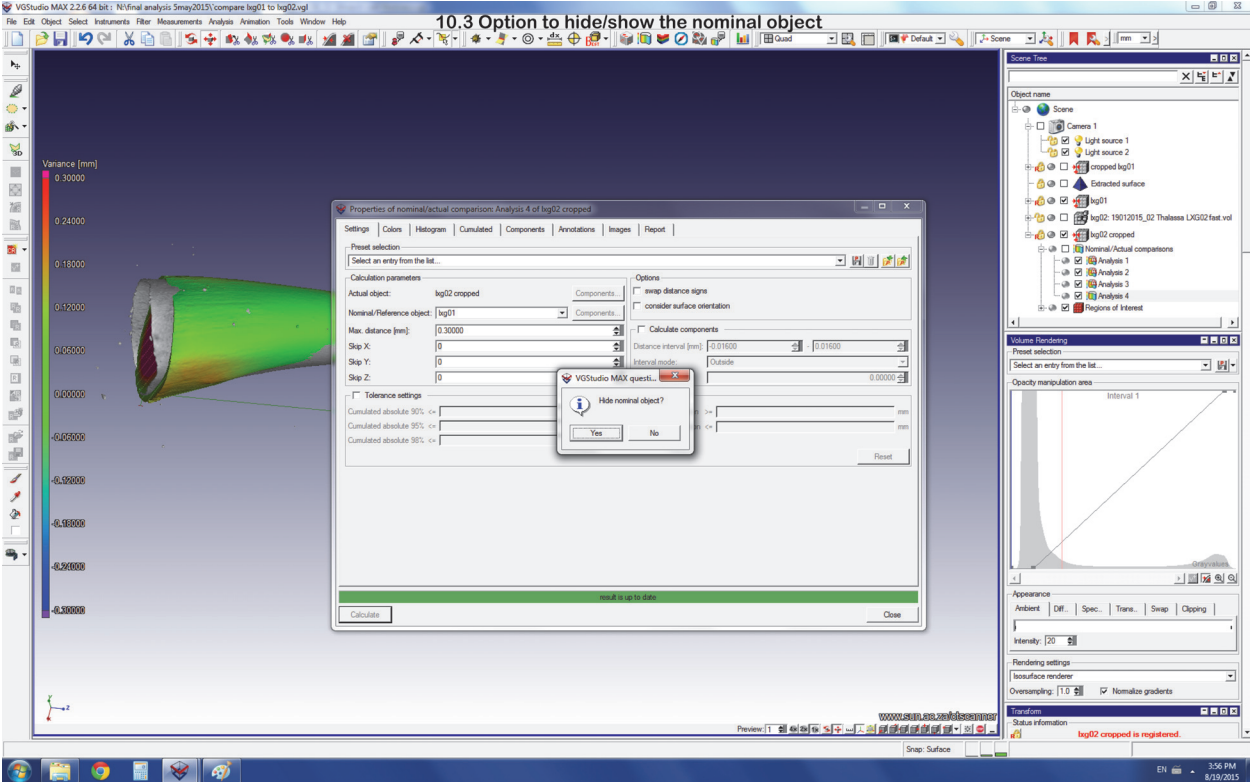 VGStudio MAX 2.2.6 64 bit : N:\final analysis 5may2015\'compare lxg01 to lxg02.vgl
10.3 Option to hide/show the nominal object
File Edit Object Select Instruments Filter Measurements Analysis Animation Tools Window Help
Quad
Default
Scene
mm
Scene Tree
Object name
Scene
Camera 1
Light source 1
Light source 2
cropped lxg01
Extracted surface
lxg01
lxg02: 19012015_02 Thalassa LXG02 fast.vol
lxg02 cropped
Nominal/Actual comparisons
Analysis 1
Analysis 2
Analysis 3
Analysis 4
Regions of Interest
3D
Variance [mm]
0.30000
0.24000
0.18000
0.12000
0.06000
0.00000
-0.06000
-0.12000
-0.18000
-0.24000
-0.30000
Properties of nominal/actual comparison: Analysis 4 of lxg02 cropped
Settings Colors Histogram Cumulated Components Annotations Images Report
Preset selection
Select an entry from the list...
Calculation parameters
Actual object: lxg02 cropped Components...
Nominal/Reference object: lxg01 Components...
Max. distance [mm]: 0.30000
Skip X: 0
Skip Y: 0
Skip Z: 0
Options
swap distance signs
consider surface orientation
Calculate components
Distance interval [mm]: -0.01600 - 0.01600
Interval mode: Outside
0.00000
Tolerance settings
Cumulated absolute 90% <=
Cumulated absolute 95% <=
Cumulated absolute 98% <=
>= mm
<= mm
Reset
VGStudio MAX questi...
Hide nominal object?
Yes No
result is up to date
Calculate Close
Volume Rendering
Preset selection
Select an entry from the list...
Opacity manipulation area
Interval 1
Grayvalues
Appearance
Ambient Diff.. Spec.. Trans.. Swap Clipping
Intensity: 20
Rendering settings
Isosurface renderer
Oversampling: 1.0 Normalize gradients
Transform
Status information
lxg02 cropped is registered.
y
z
www.sun.ac.za/ctscanner
Preview: 1
Snap: Surface
EN
3:56 PM
8/19/2015